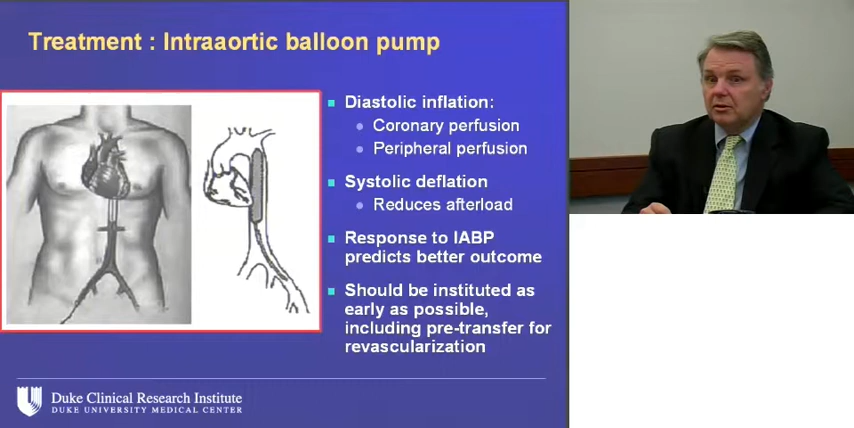 Treatment : Intraaortic balloon pump
Diastolic inflation:
Coronary perfusion
Peripheral perfusion
Systolic deflation
Reduces afterload
Response to IABP
predicts better outcome
Should be instituted as
early as possible,
including pre-transfer for
revascularization
Duke Clinical Research Institute
DUKE UNIVERSITY MEDICAL CENTER